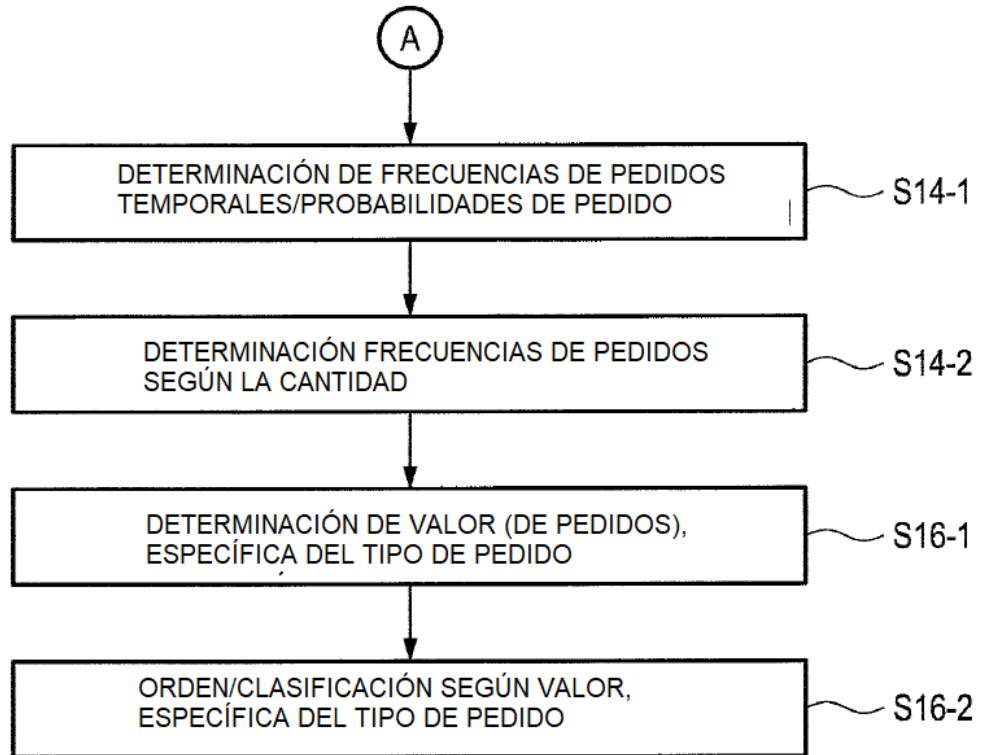 A
DETERMINACIÓN DE FRECUENCIAS DE PEDIDOS
TEMPORALES/PROBABILIDADES DE PEDIDO
S14-1
DETERMINACIÓN FRECUENCIAS DE PEDIDOS
SEGÚN LA CANTIDAD
S14-2
DETERMINACIÓN DE VALOR (DE PEDIDOS),
ESPECÍFICA DEL TIPO DE PEDIDO
S16-1
ORDEN/CLASIFICACIÓN SEGÚN VALOR,
ESPECÍFICA DEL TIPO DE PEDIDO
S16-2